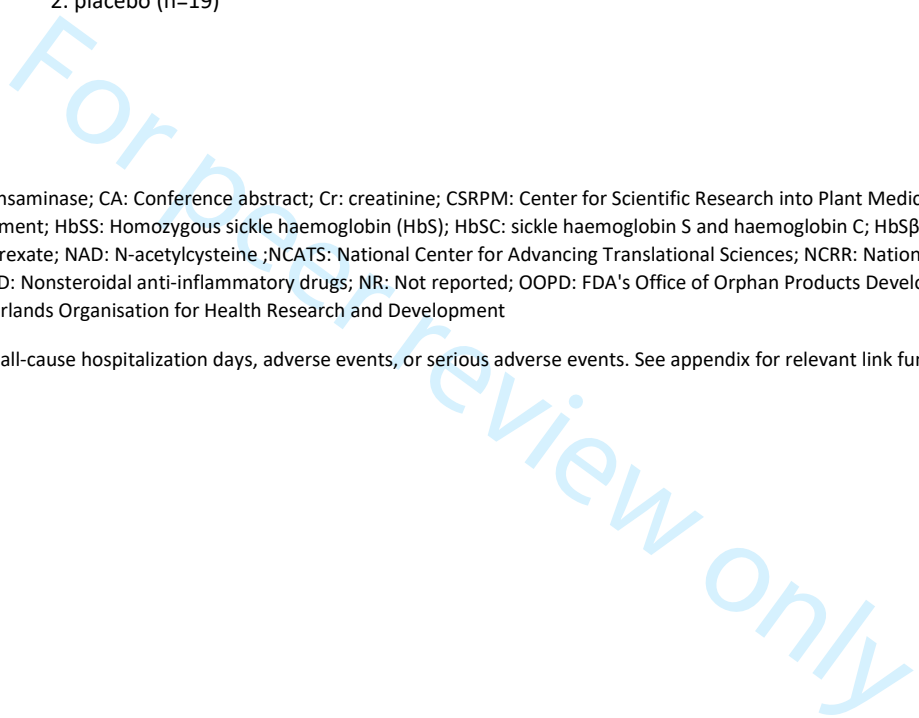 2. placebo (n=19)
nsaminase; CA: Conference abstract; Cr: creatinine; CSRPM: Center for Scientific Research into Plant Medic
ment; HbSS: Homozygous sickle haemoglobin (HbS); HbSC: sickle haemoglobin S and haemoglobin C; HbSβ
rexate; NAD: N-acetylcysteine ;NCATS: National Center for Advancing Translational Sciences; NCRR: Nation
D: Nonsteroidal anti-inflammatory drugs; NR: Not reported; OOPD: FDA's Office of Orphan Products Develo
rlands Organisation for Health Research and Development
all-cause hospitalization days, adverse events, or serious adverse events. See appendix for relevant link fun
For peer review only